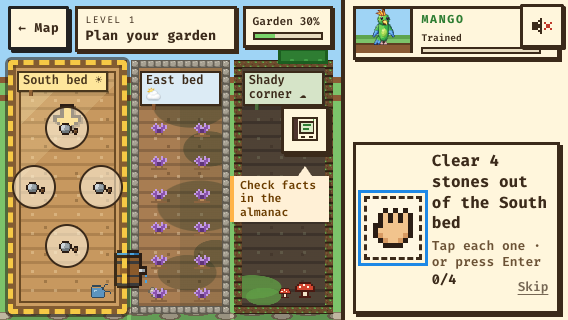 ← Map
LEVEL 1
Plan your garden
Garden 30%
MANGO
Trained
South bed ☀
East bed
Shady
corner ☁
Check facts
in the
almanac
Clear 4
stones out
of the South
bed
Tap each one ·
or press Enter
0/4
Skip